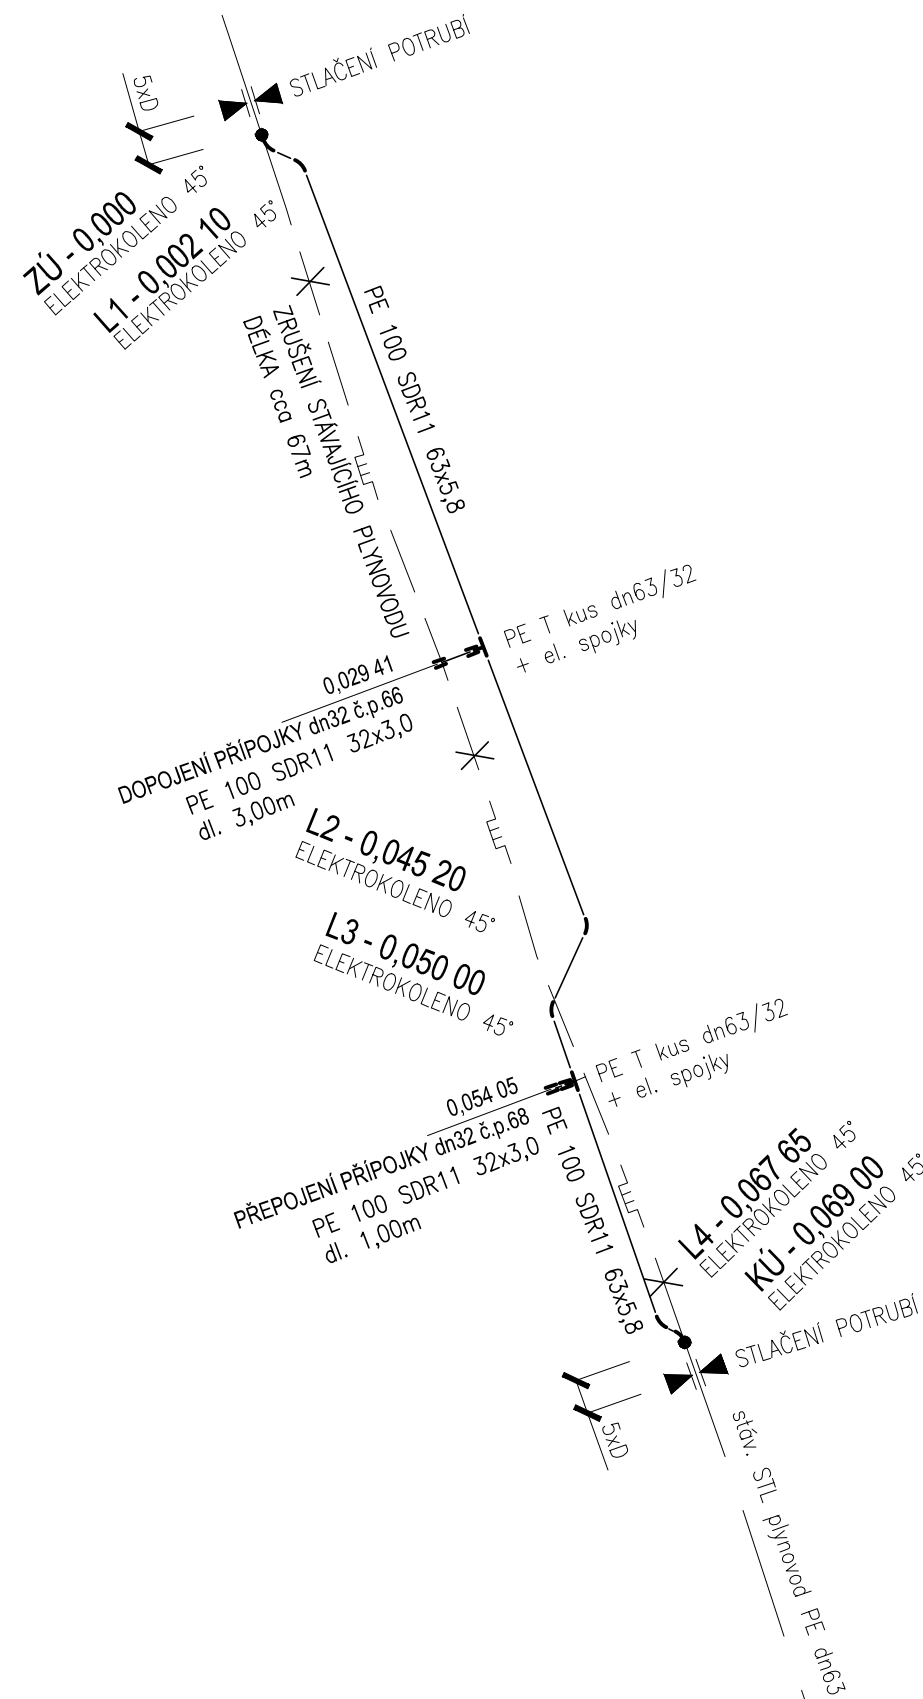 STLAČENÍ POTRUBÍ
5xD
ZÚ - 0,000
ELEKTROKOLENO 45°
L1 - 0,002 10
ELEKTROKOLENO 45°
PE 100 SDR11 63x5,8
ZRUŠENÍ STÁVAJÍCÍHO PLYNOVODU
DÉLKA cca 67m
PE T kus dn63/32
+ el. spojky
0,029 41
DOPOJENÍ PŘÍPOJKY dn32 č.p.66
PE 100 SDR11 32x3,0
dl. 3,00m
L2 - 0,045 20
ELEKTROKOLENO 45°
L3 - 0,050 00
ELEKTROKOLENO 45°
PE T kus dn63/32
+ el. spojky
0,054 05
PŘEPOJENÍ PŘÍPOJKY dn32 č.p.68
PE 100 SDR11 32x3,0
dl. 1,00m
PE 100 SDR11 63x5,8
L4 - 0,067 65
ELEKTROKOLENO 45°
KÚ - 0,069 00
ELEKTROKOLENO 45°
STLAČENÍ POTRUBÍ
5xD
stáv. STL plynovod PE dn63